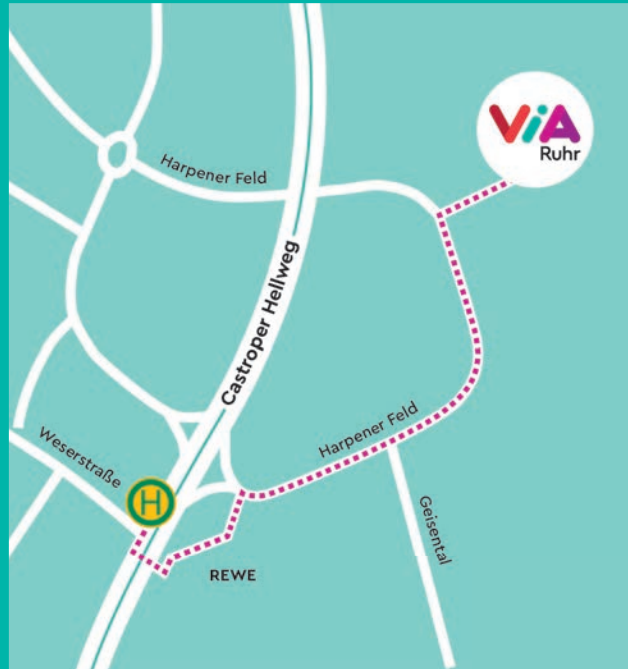 ViA
Ruhr
Harpener Feld
Castroper Hellweg
Harpener Feld
Weserstraße
H
Geisental
REWE